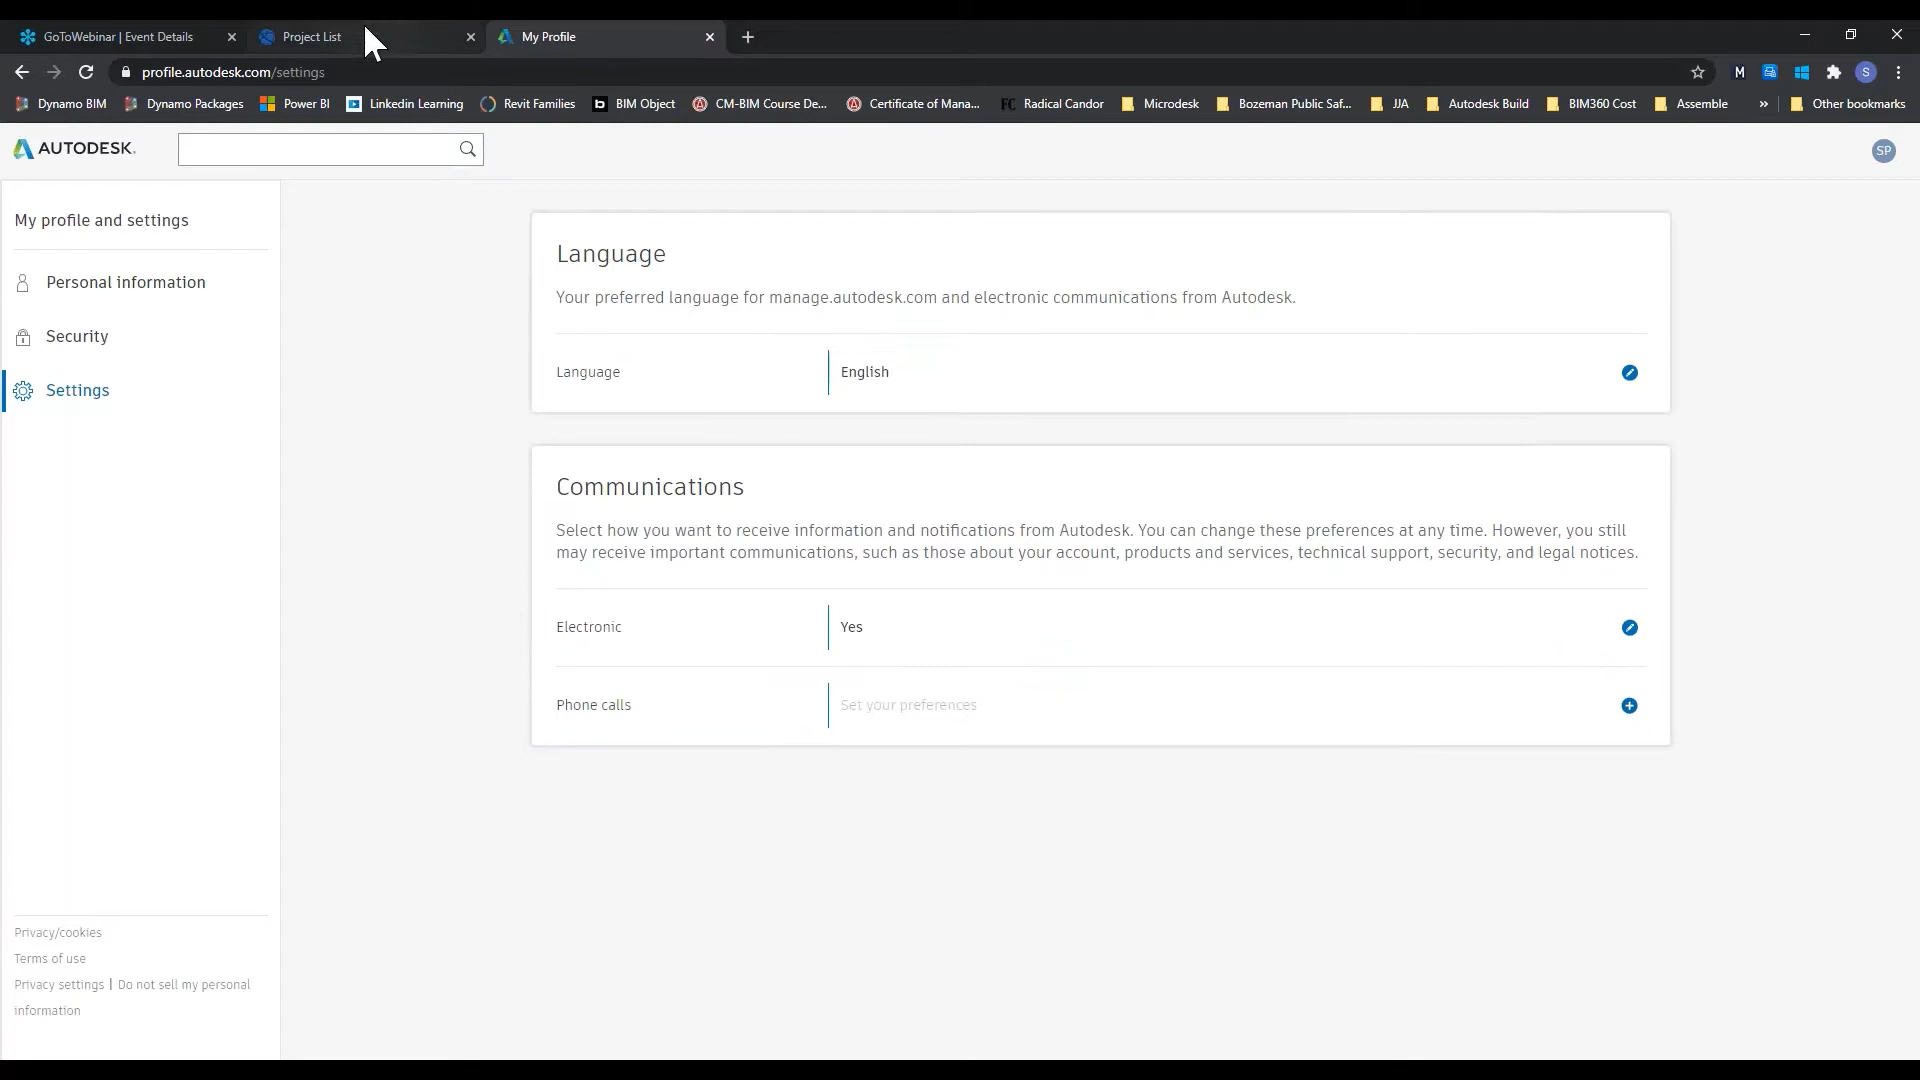 GoToWebinar | Event Details
Project List
My Profile
profile.autodesk.com/settings
M
S
Dynamo BIM
Dynamo Packages
Power BI
Linkedin Learning
Revit Families
b
BIM Object
CM-BIM Course De...
Certificate of Mana...
FC
Radical Candor
Microdesk
Bozeman Public Saf...
JJA
Autodesk Build
BIM360 Cost
Assemble
»
Other bookmarks
AUTODESK.
SP
My profile and settings
Personal information
Security
Settings
Language
Your preferred language for manage.autodesk.com and electronic communications from Autodesk.
Language
English
Communications
Select how you want to receive information and notifications from Autodesk. You can change these preferences at any time. However, you still
may receive important communications, such as those about your account, products and services, technical support, security, and legal notices.
Electronic
Yes
Phone calls
Set your preferences
Privacy/cookies
Terms of use
Privacy settings | Do not sell my personal
information